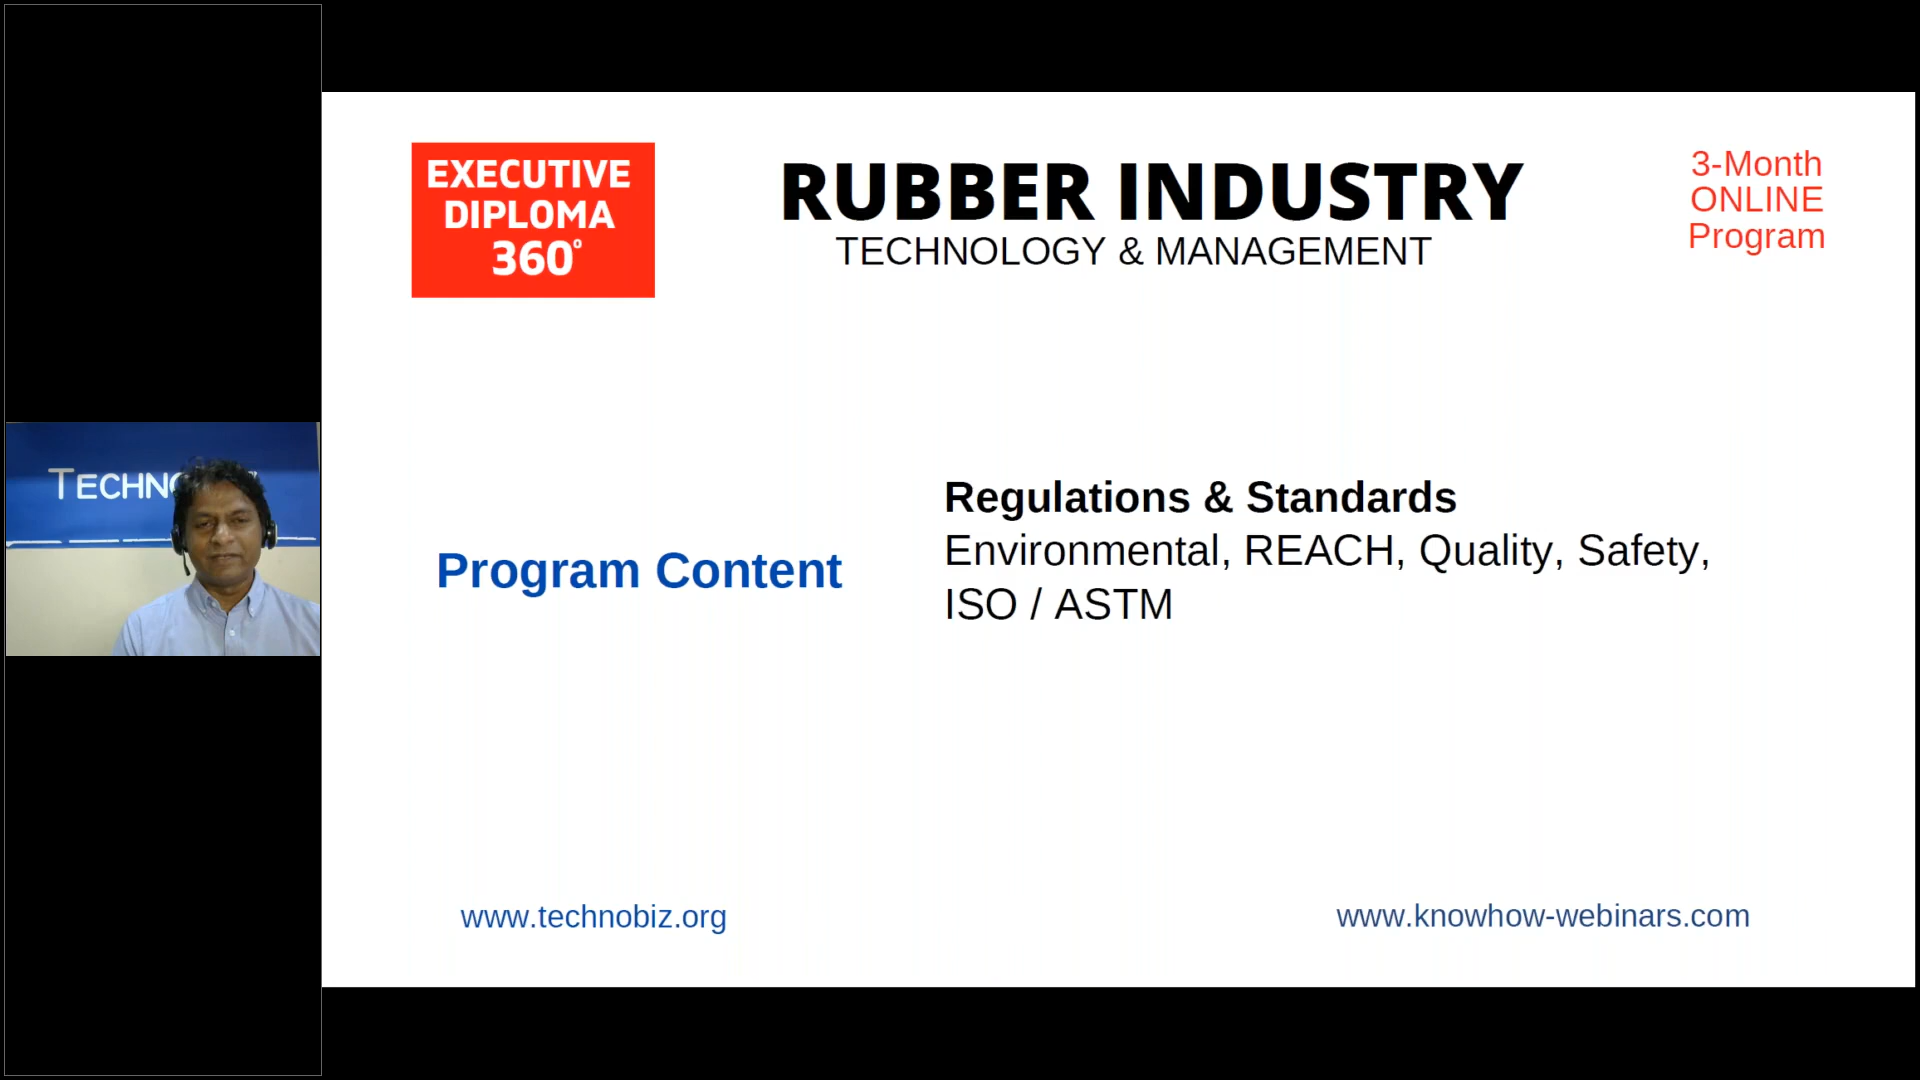 EXECUTIVE
DIPLOMA
360°
RUBBER INDUSTRY
TECHNOLOGY & MANAGEMENT
3-Month
ONLINE
Program
Program Content
Regulations & Standards
Environmental, REACH, Quality, Safety,
ISO / ASTM
www.technobiz.org
www.knowhow-webinars.com